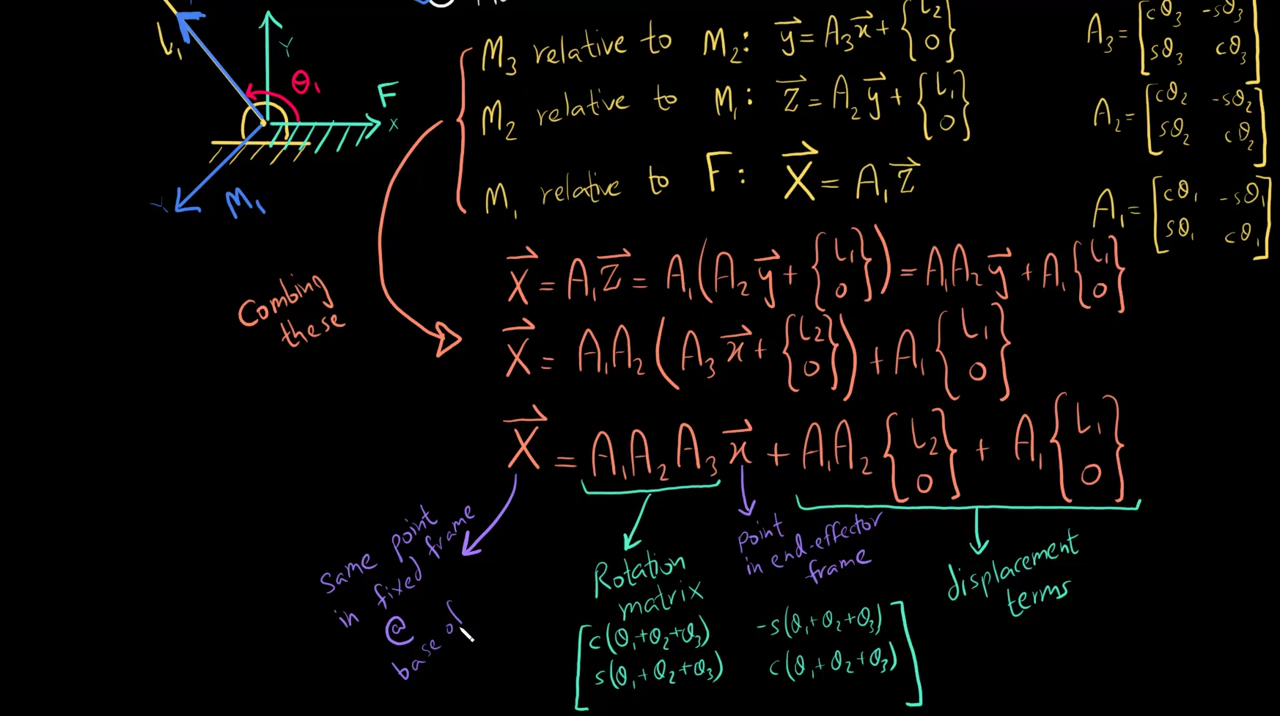 L₁
Y
θ₁
F
x
M₁
M₃ relative to M₂: y⃗ = A₃x⃗ + {L₂ 0}
M₂ relative to M₁: z⃗ = A₂y⃗ + {L₁ 0}
M₁ relative to F: X⃗ = A₁z⃗
A₃ = [cθ₃ -sθ₃
sθ₃ cθ₃]
A₂ = [cθ₂ -sθ₂
sθ₂ cθ₂]
A₁ = [cθ₁ -sθ₁
sθ₁ cθ₁]
Combing
these
X⃗ = A₁z⃗ = A₁(A₂y⃗ + {L₁ 0}) = A₁A₂y⃗ + A₁{L₁ 0}
X⃗ = A₁A₂(A₃x⃗ + {L₂ 0}) + A₁{L₁ 0}
X⃗ = A₁A₂A₃x⃗ + A₁A₂{L₂ 0} + A₁{L₁ 0}
Same point
in fixed frame
@
base of
Rotation
matrix
[c(θ₁+θ₂+θ₃) -s(θ₁+θ₂+θ₃)
s(θ₁+θ₂+θ₃) c(θ₁+θ₂+θ₃)]
point
in end-effector
frame
displacement
terms